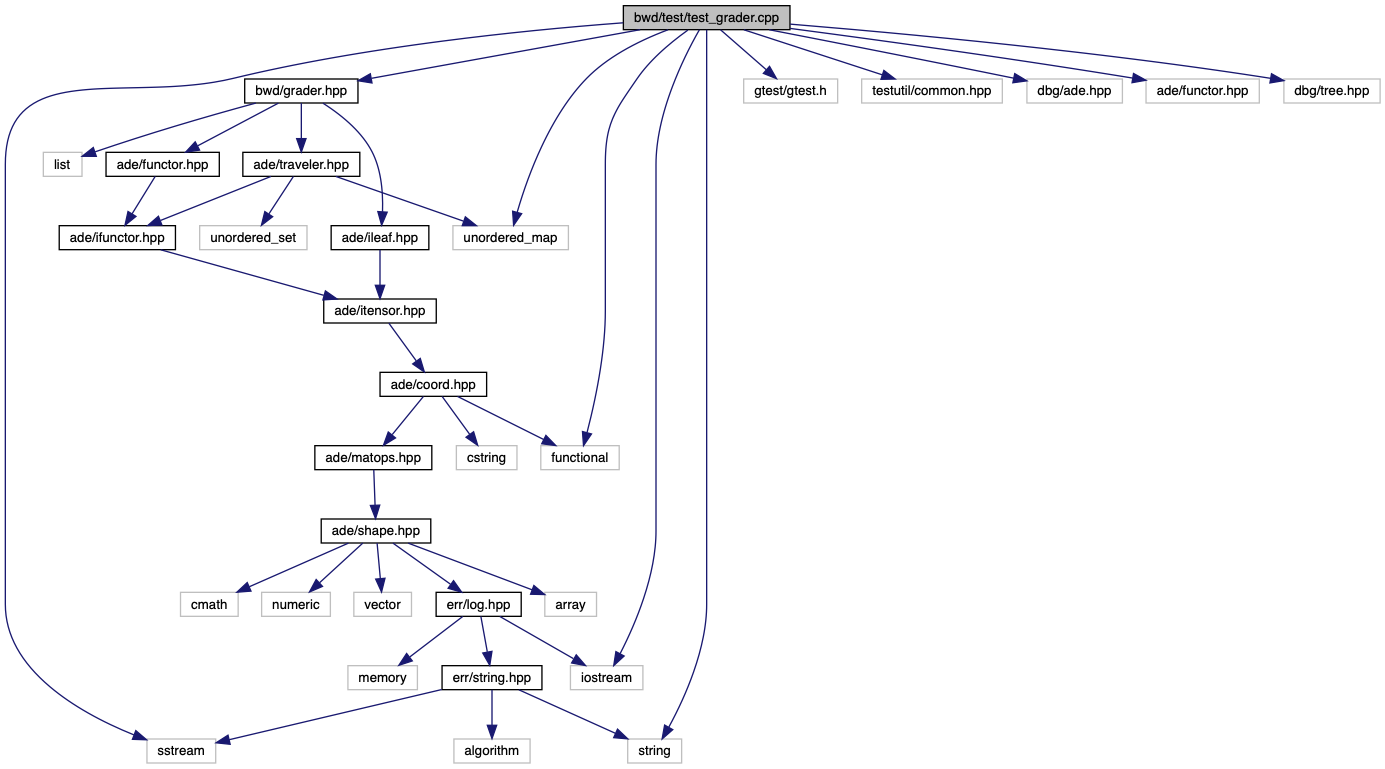 bwd/test/test_grader.cpp
bwd/grader.hpp
gtest/gtest.h
testutil/common.hpp
dbg/ade.hpp
ade/functor.hpp
dbg/tree.hpp
list
ade/functor.hpp
ade/traveler.hpp
ade/ifunctor.hpp
unordered_set
ade/ileaf.hpp
unordered_map
ade/itensor.hpp
ade/coord.hpp
ade/matops.hpp
cstring
functional
ade/shape.hpp
cmath
numeric
vector
err/log.hpp
array
memory
err/string.hpp
iostream
sstream
algorithm
string